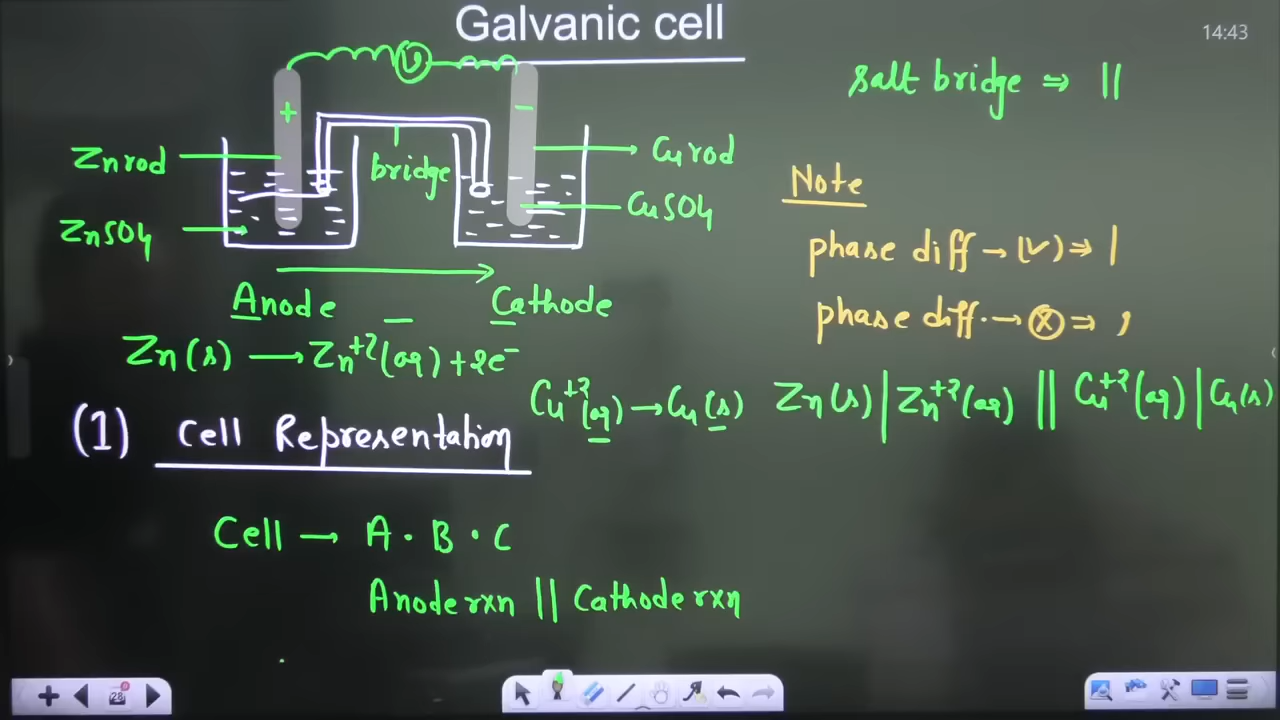 Galvanic cell
14:43
V
+
−
salt bridge ⇒ ||
Zn rod
bridge
Cu rod
CuSO4
ZnSO4
Note
phase diff → (✓) ⇒ |
phase diff. → ⓧ ⇒ ,
Anode − Cathode
Zn(s) → Zn+2(aq) + 2e−
Cu+2(aq) → Cu(s)
Zn(s) | Zn+2(aq) || Cu+2(aq) | Cu(s)
(1) Cell Representation
Cell → A . B . C
Anode rxn || Cathode rxn
28